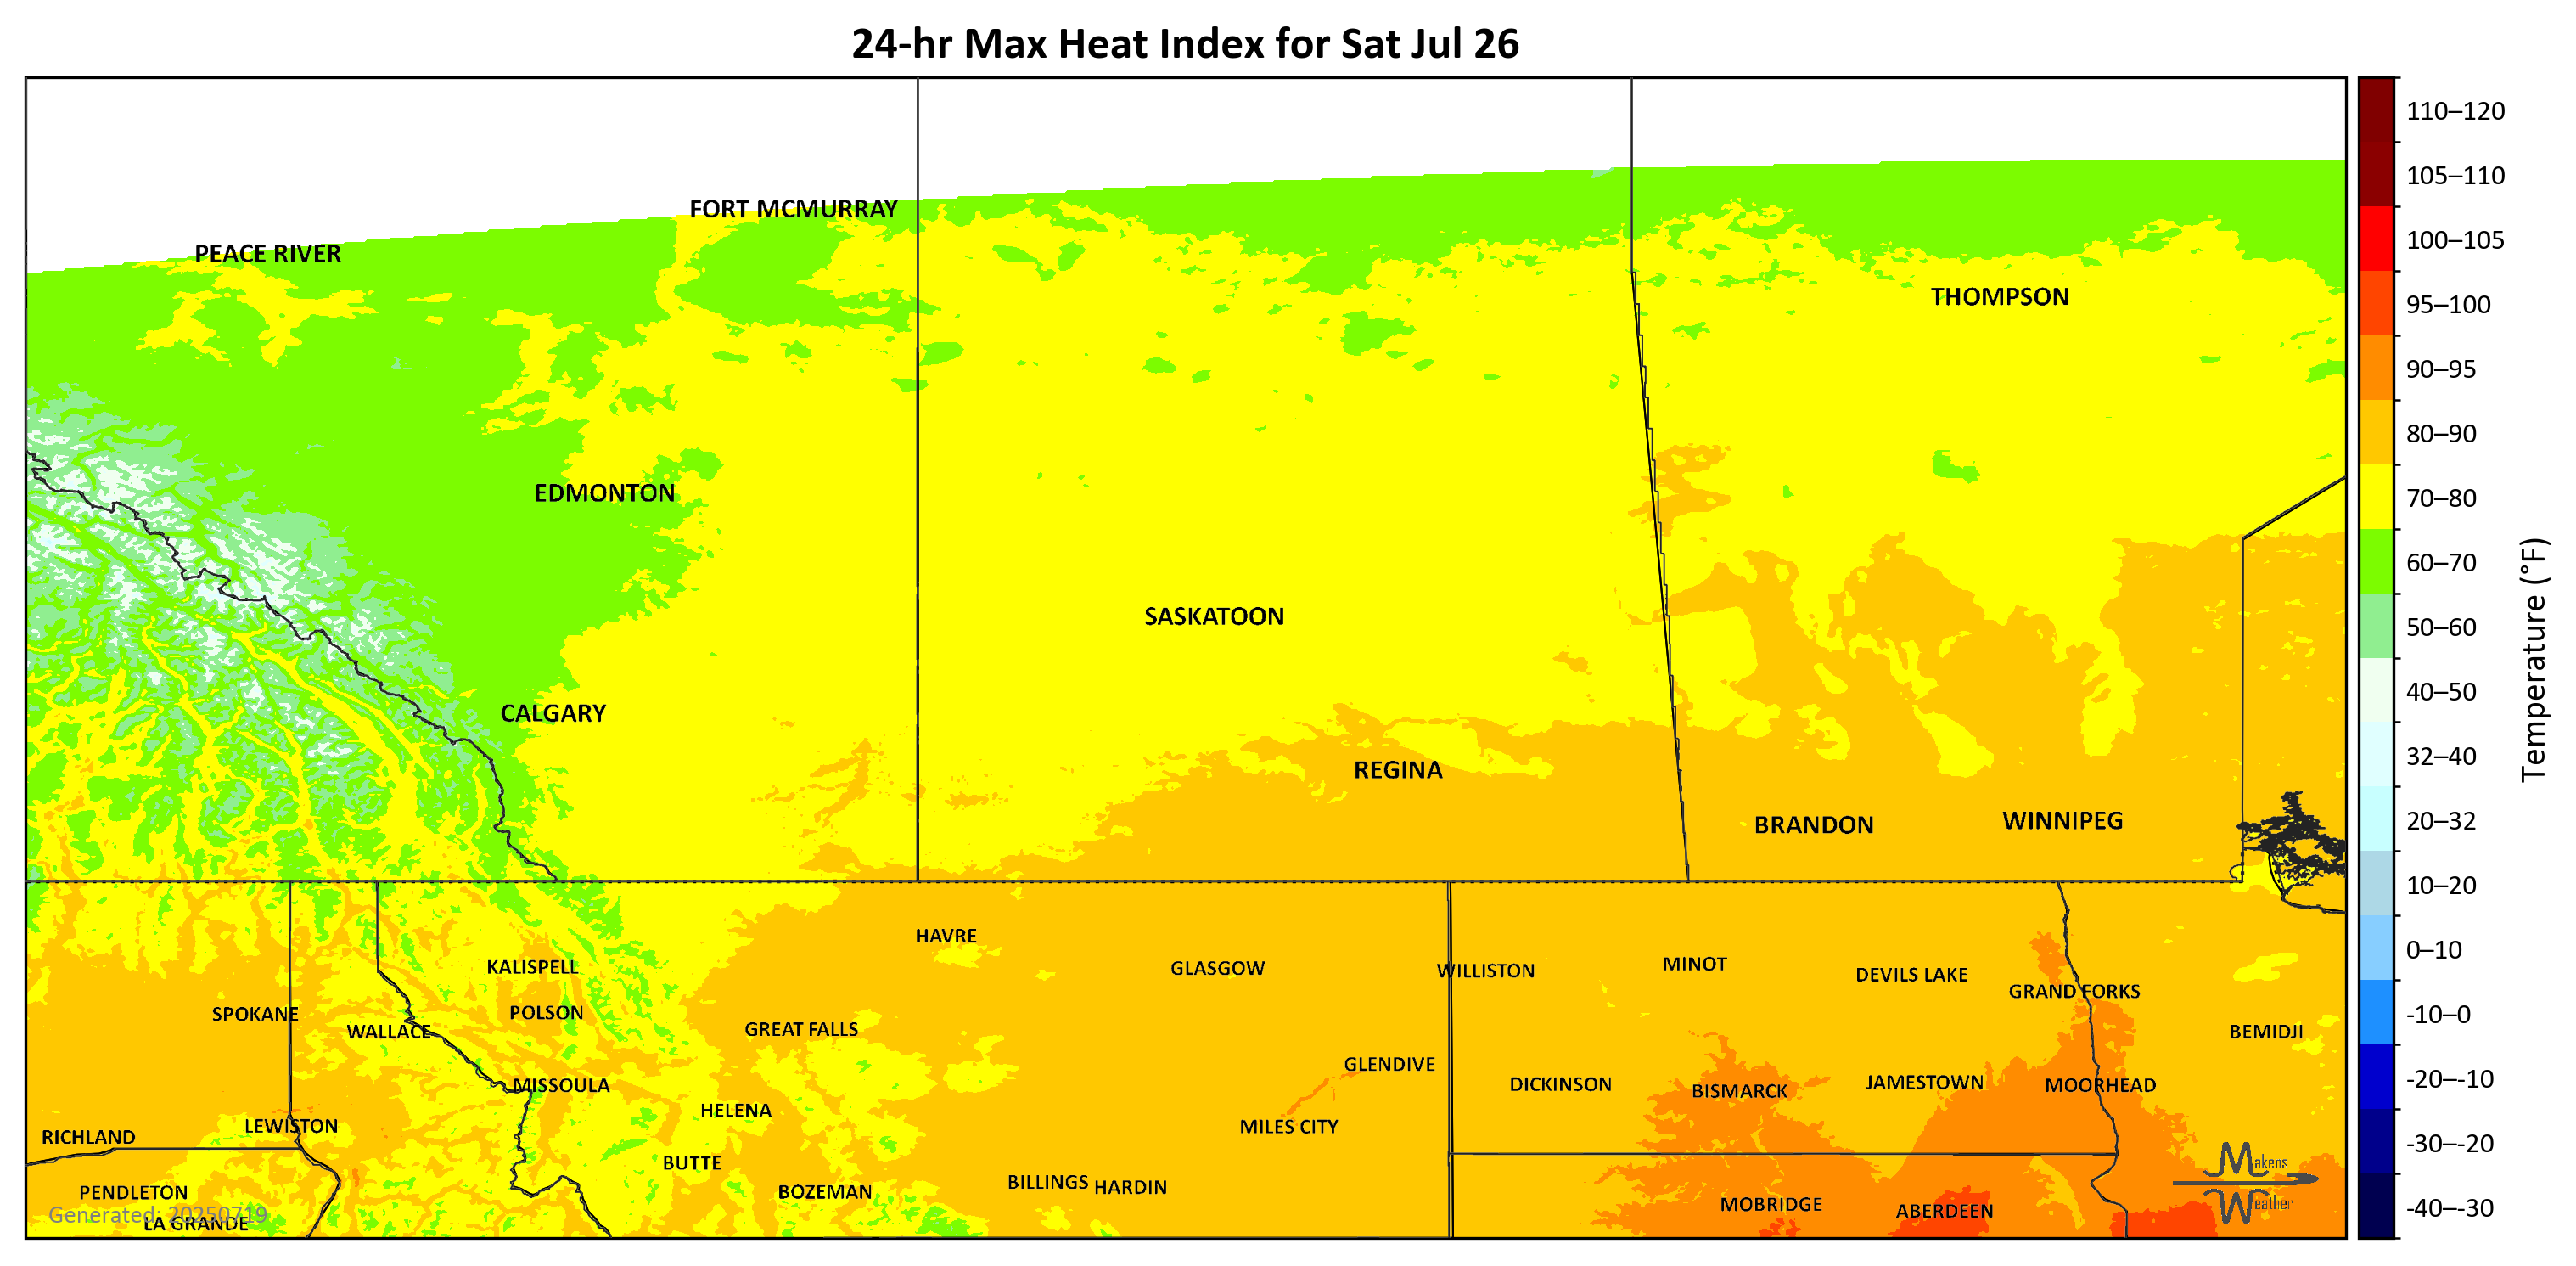 24-hr Max Heat Index for Sat Jul 26
110–120
105–110
100–105
95–100
90–95
80–90
70–80
60–70
50–60
40–50
32–40
20–32
10–20
0–10
-10–0
-20–-10
-30–-20
-40–-30
Temperature (°F)
FORT MCMURRAY
PEACE RIVER
THOMPSON
EDMONTON
SASKATOON
CALGARY
REGINA
BRANDON
WINNIPEG
HAVRE
KALISPELL
GLASGOW
WILLISTON
MINOT
DEVILS LAKE
GRAND FORKS
SPOKANE
POLSON
WALLACE
GREAT FALLS
BEMIDJI
GLENDIVE
MISSOULA
DICKINSON
BISMARCK
JAMESTOWN
MOORHEAD
HELENA
LEWISTON
MILES CITY
RICHLAND
BUTTE
PENDLETON
BOZEMAN
BILLINGS
HARDIN
MOBRIDGE
ABERDEEN
Generated: 20250719
LA GRANDE
Makens
Weather